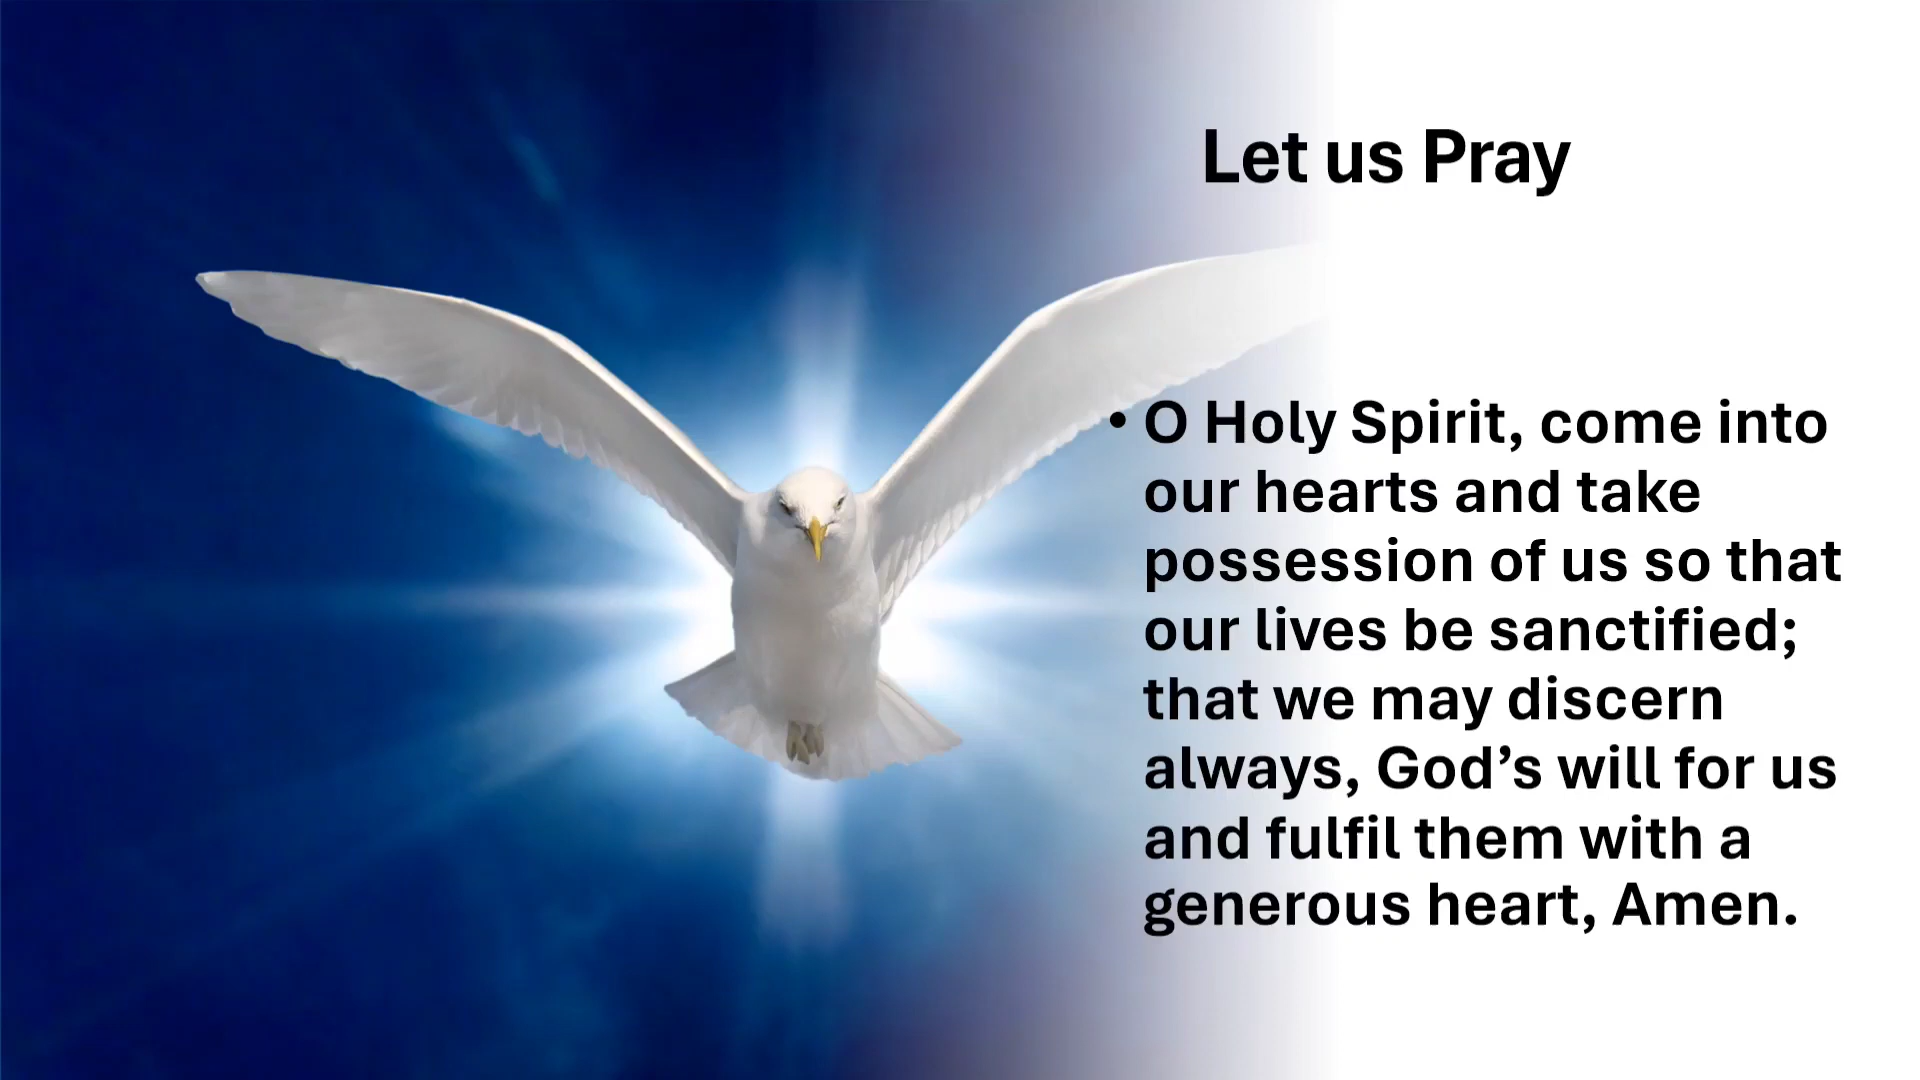 Let us Pray
• O Holy Spirit, come into
our hearts and take
possession of us so that
our lives be sanctified;
that we may discern
always, God’s will for us
and fulfil them with a
generous heart, Amen.